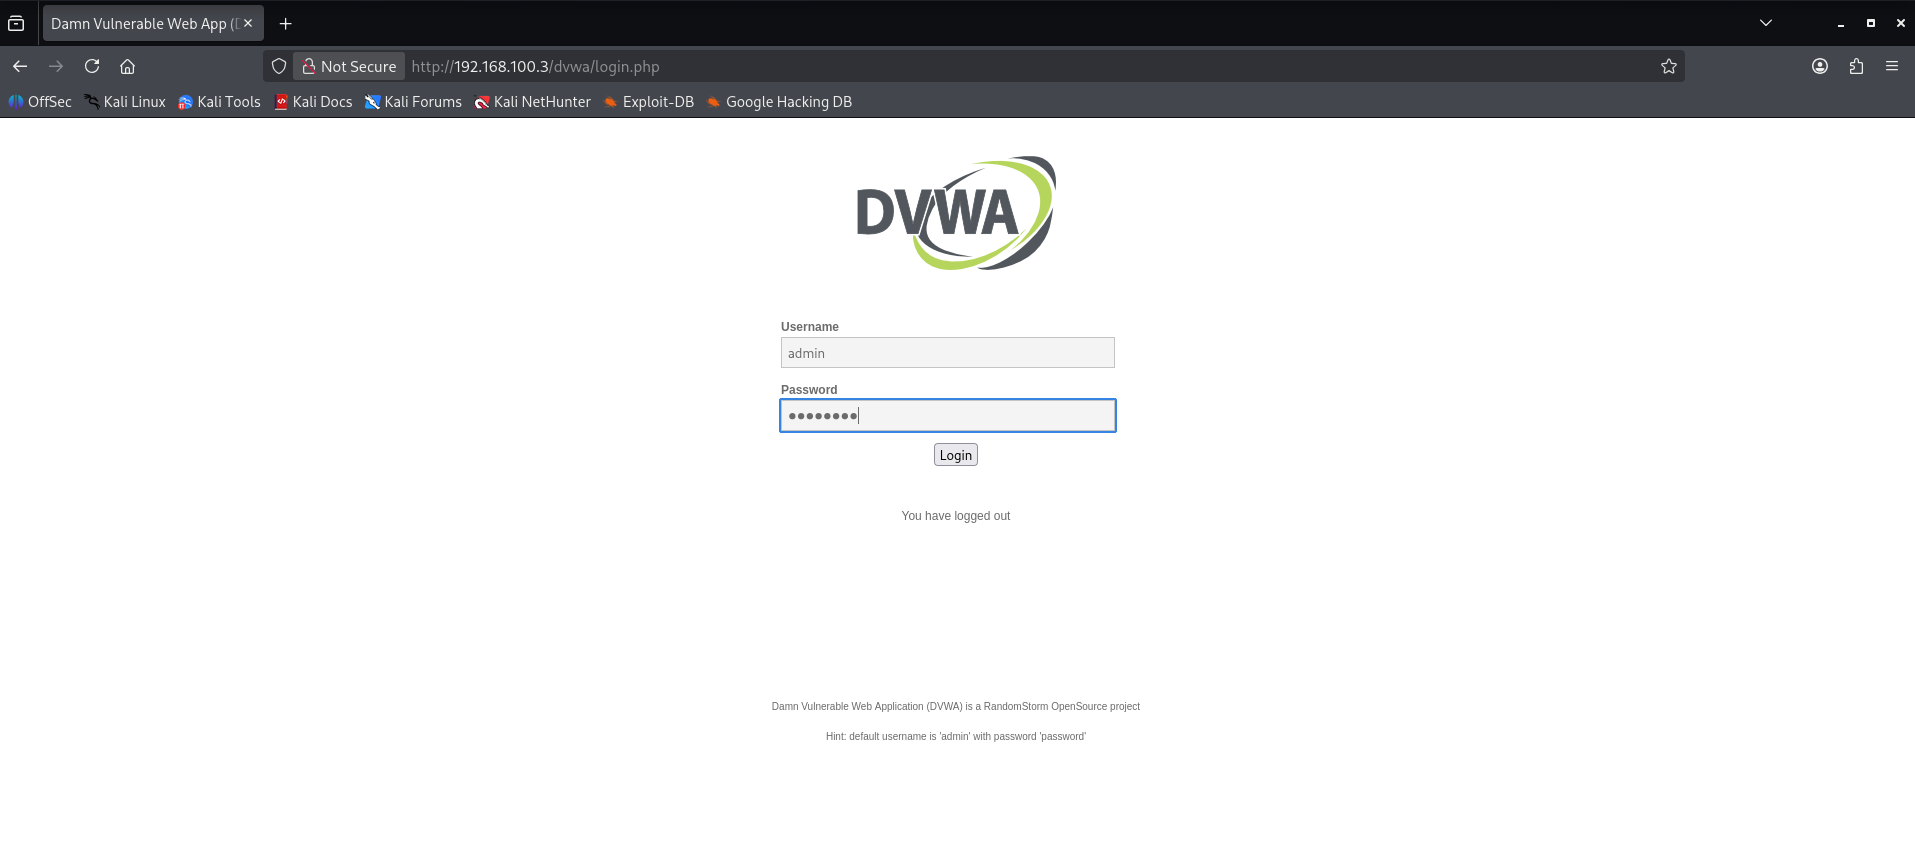 Damn Vulnerable Web App (
Not Secure http://192.168.100.3/dvwa/login.php
OffSec Kali Linux Kali Tools Kali Docs Kali Forums Kali NetHunter Exploit-DB Google Hacking DB
DVWA
Username
admin
Password
••••••••
Login
You have logged out
Damn Vulnerable Web Application (DVWA) is a RandomStorm OpenSource project
Hint: default username is 'admin' with password 'password'